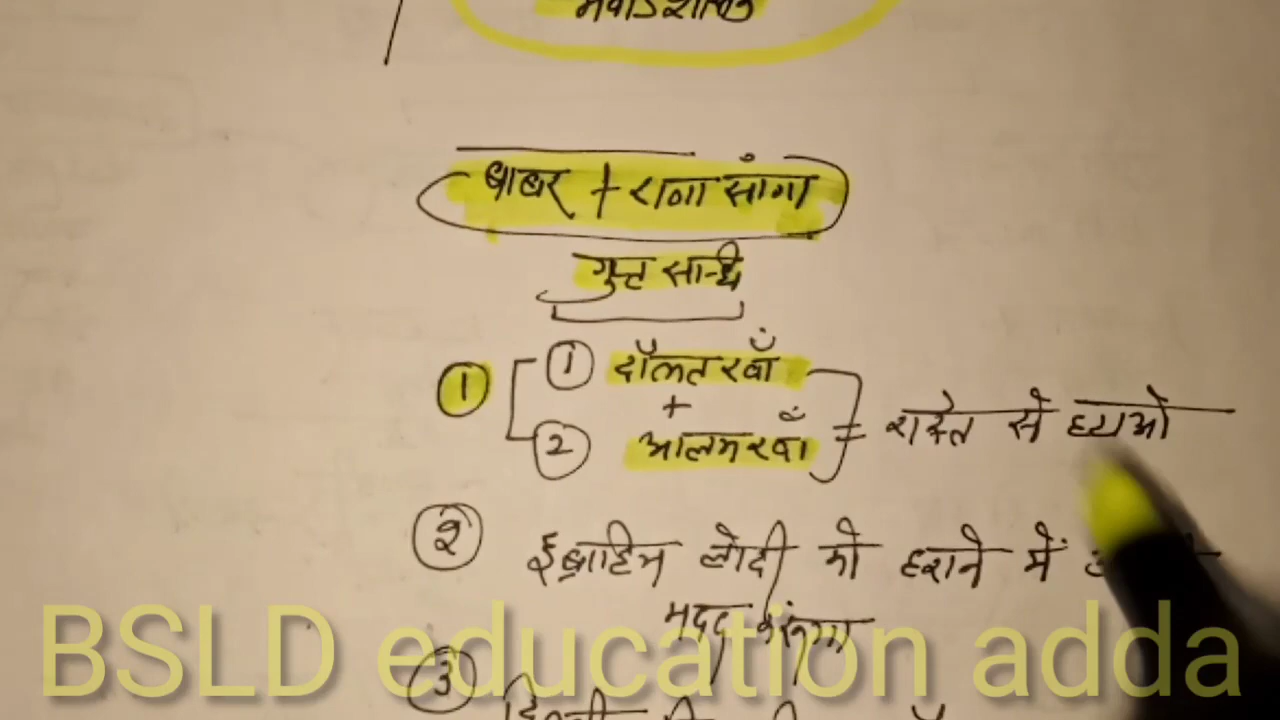 बाबर + राणा सांगा
गुप्त सन्धि
① ① दौलत खाँ
+
② आलम खाँ = रास्ते से हटाओ
② इब्राहिम लोदी को हराने में
मदद करूंगा
③
BSLD education adda